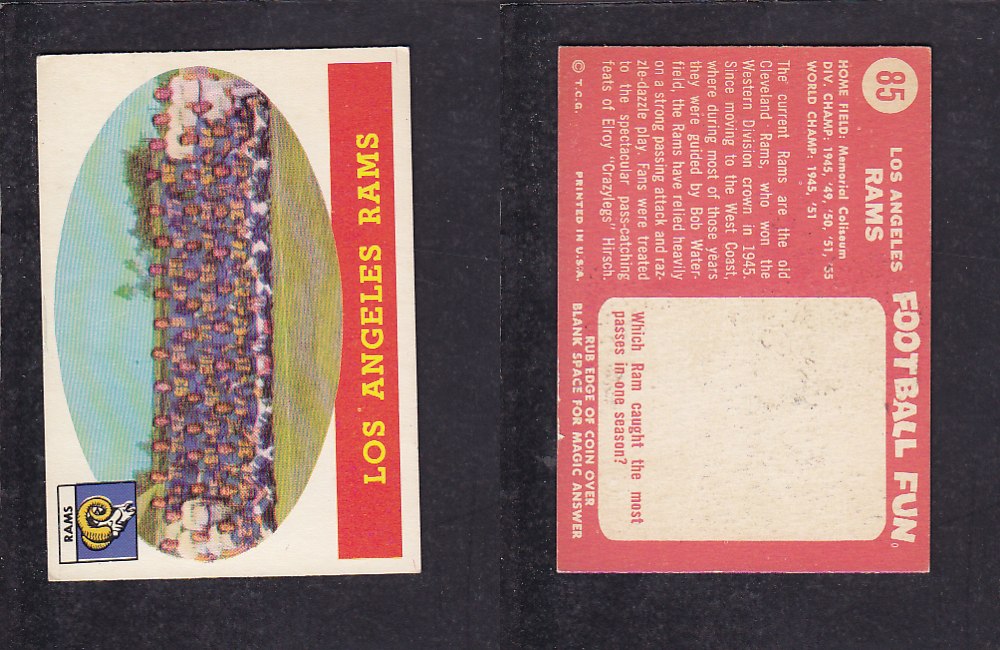 LOS ANGELES RAMS
RAMS
85
LOS ANGELES
RAMS
HOME FIELD: Memorial Coliseum
DIV. CHAMP: 1945, '49, '50, '51, '55
WORLD CHAMP: 1945, '51
The current Rams are the old
Cleveland Rams, who won the
Western Division crown in 1945.
Since moving to the West Coast,
where during most of those years
they were guided by Bob Water-
field, the Rams have relied heavily
on a strong passing attack and raz-
zle-dazzle play. Fans were treated
to the spectacular pass-catching
feats of Elroy "Crazylegs" Hirsch.
© T.C.G. PRINTED IN U.S.A.
FOOTBALL FUN
Which Ram caught the most
passes in one season?
RUB EDGE OF COIN OVER
BLANK SPACE FOR MAGIC ANSWER